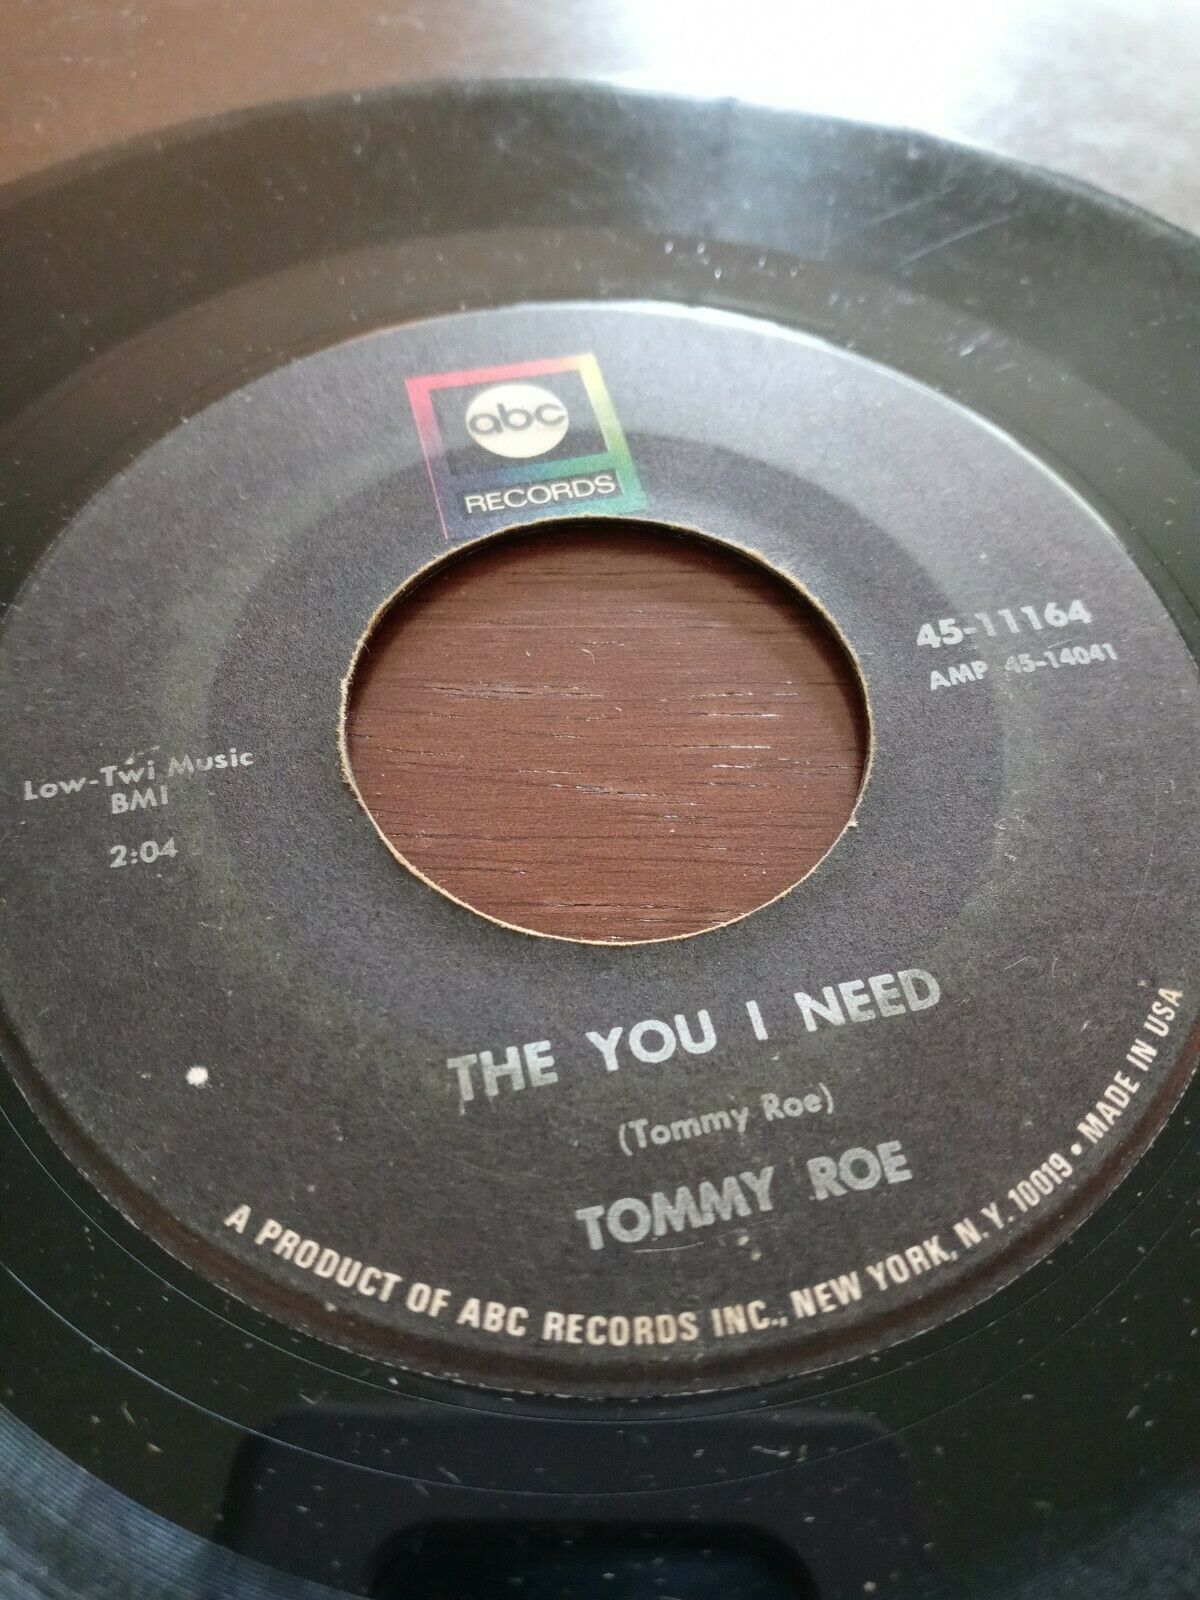 abc
RECORDS
45-11164
AMP 45-14041
Low-Twi Music
BMI
2:04
THE YOU I NEED
(Tommy Roe)
TOMMY ROE
A PRODUCT OF ABC RECORDS INC., NEW YORK, N.Y. 10019 • MADE IN USA